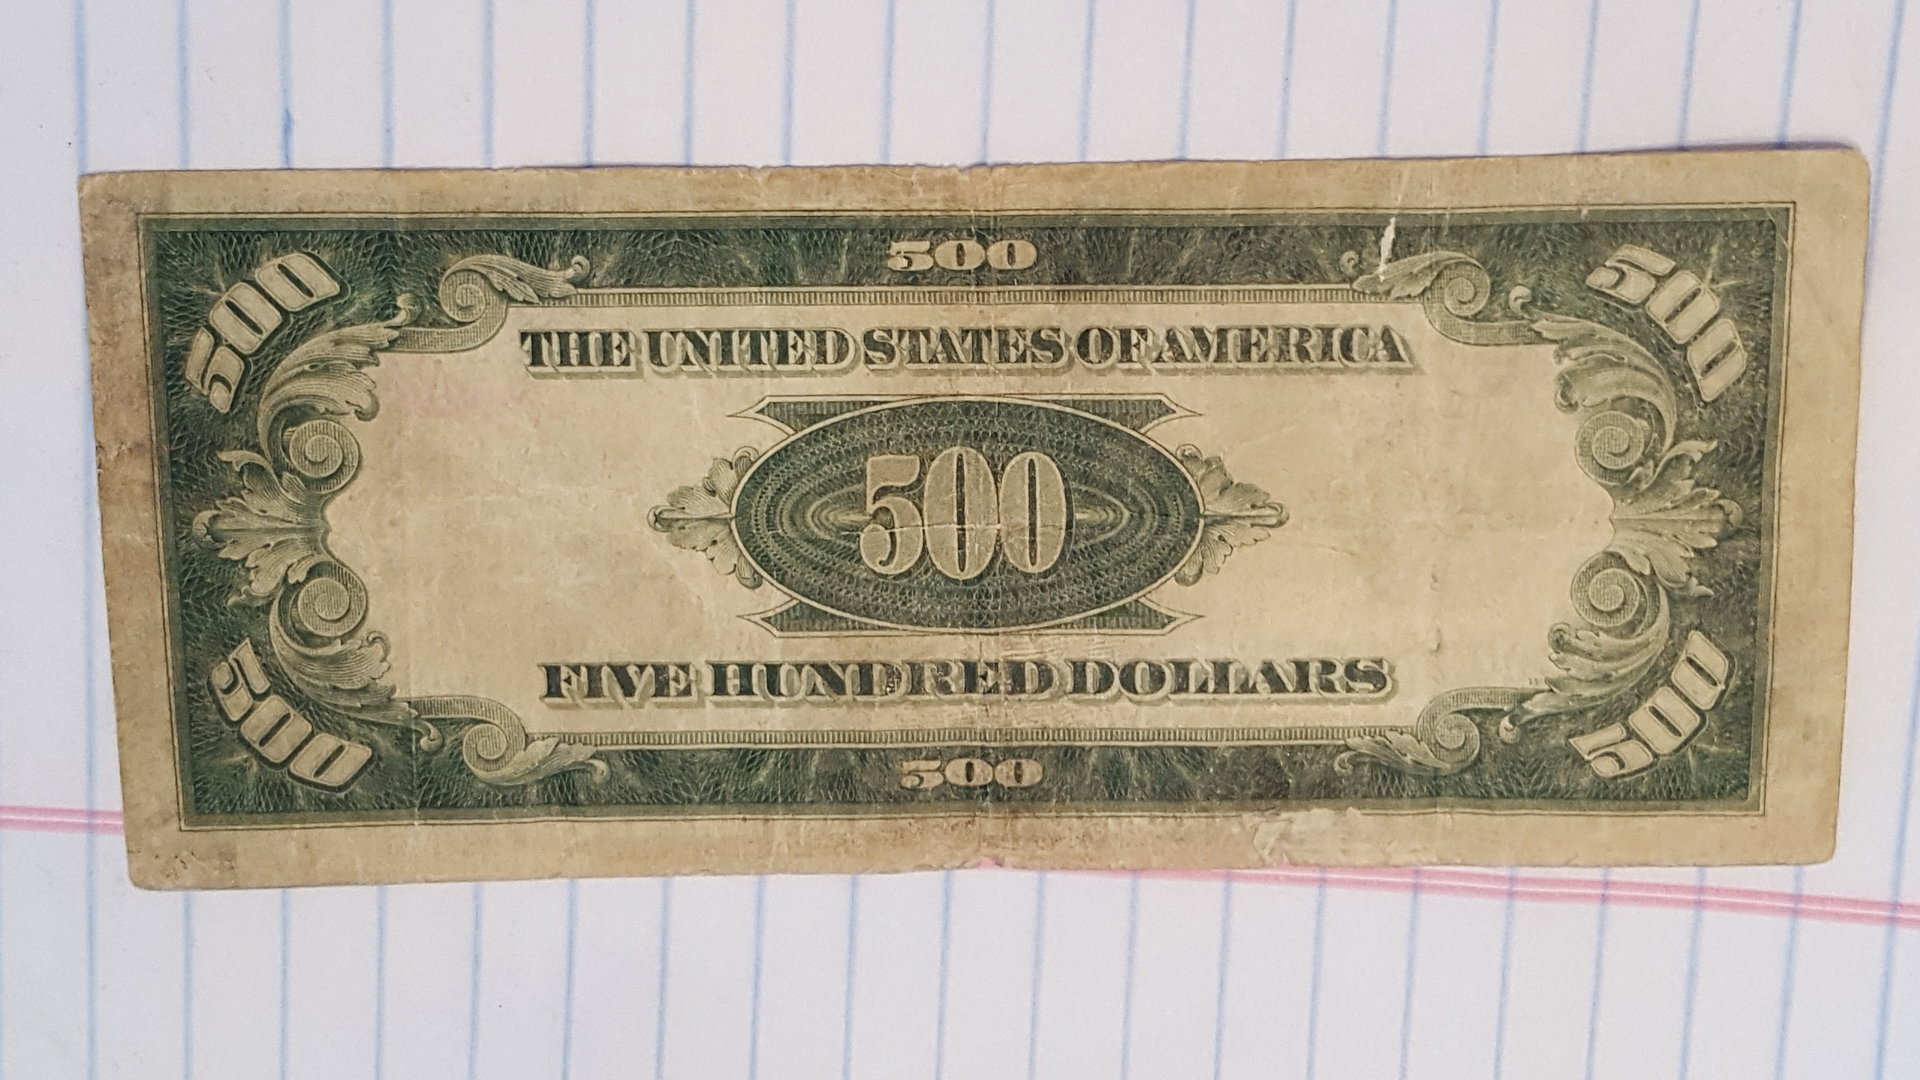 500
500 500
THE UNITED STATES OF AMERICA
500
FIVE HUNDRED DOLLARS
500 500
500